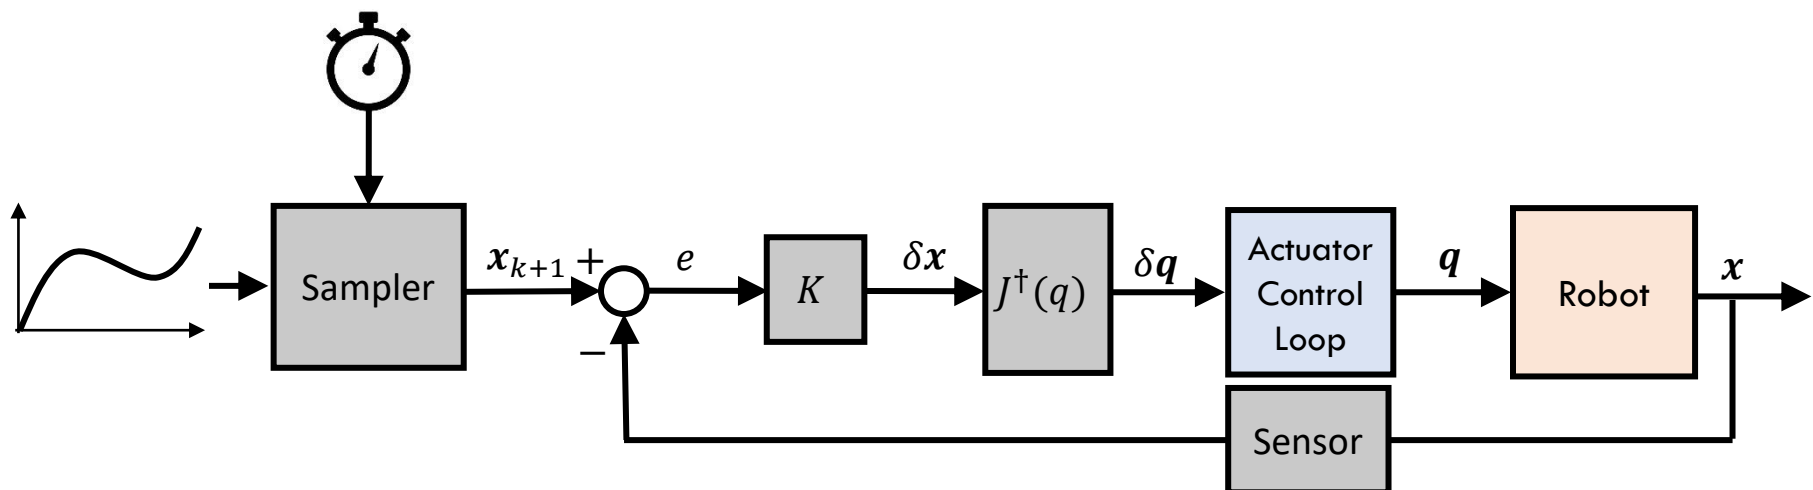 Sampler
x_{k+1}
+
−
e
K
δx
J†(q)
δq
Actuator
Control
Loop
q
Robot
x
Sensor